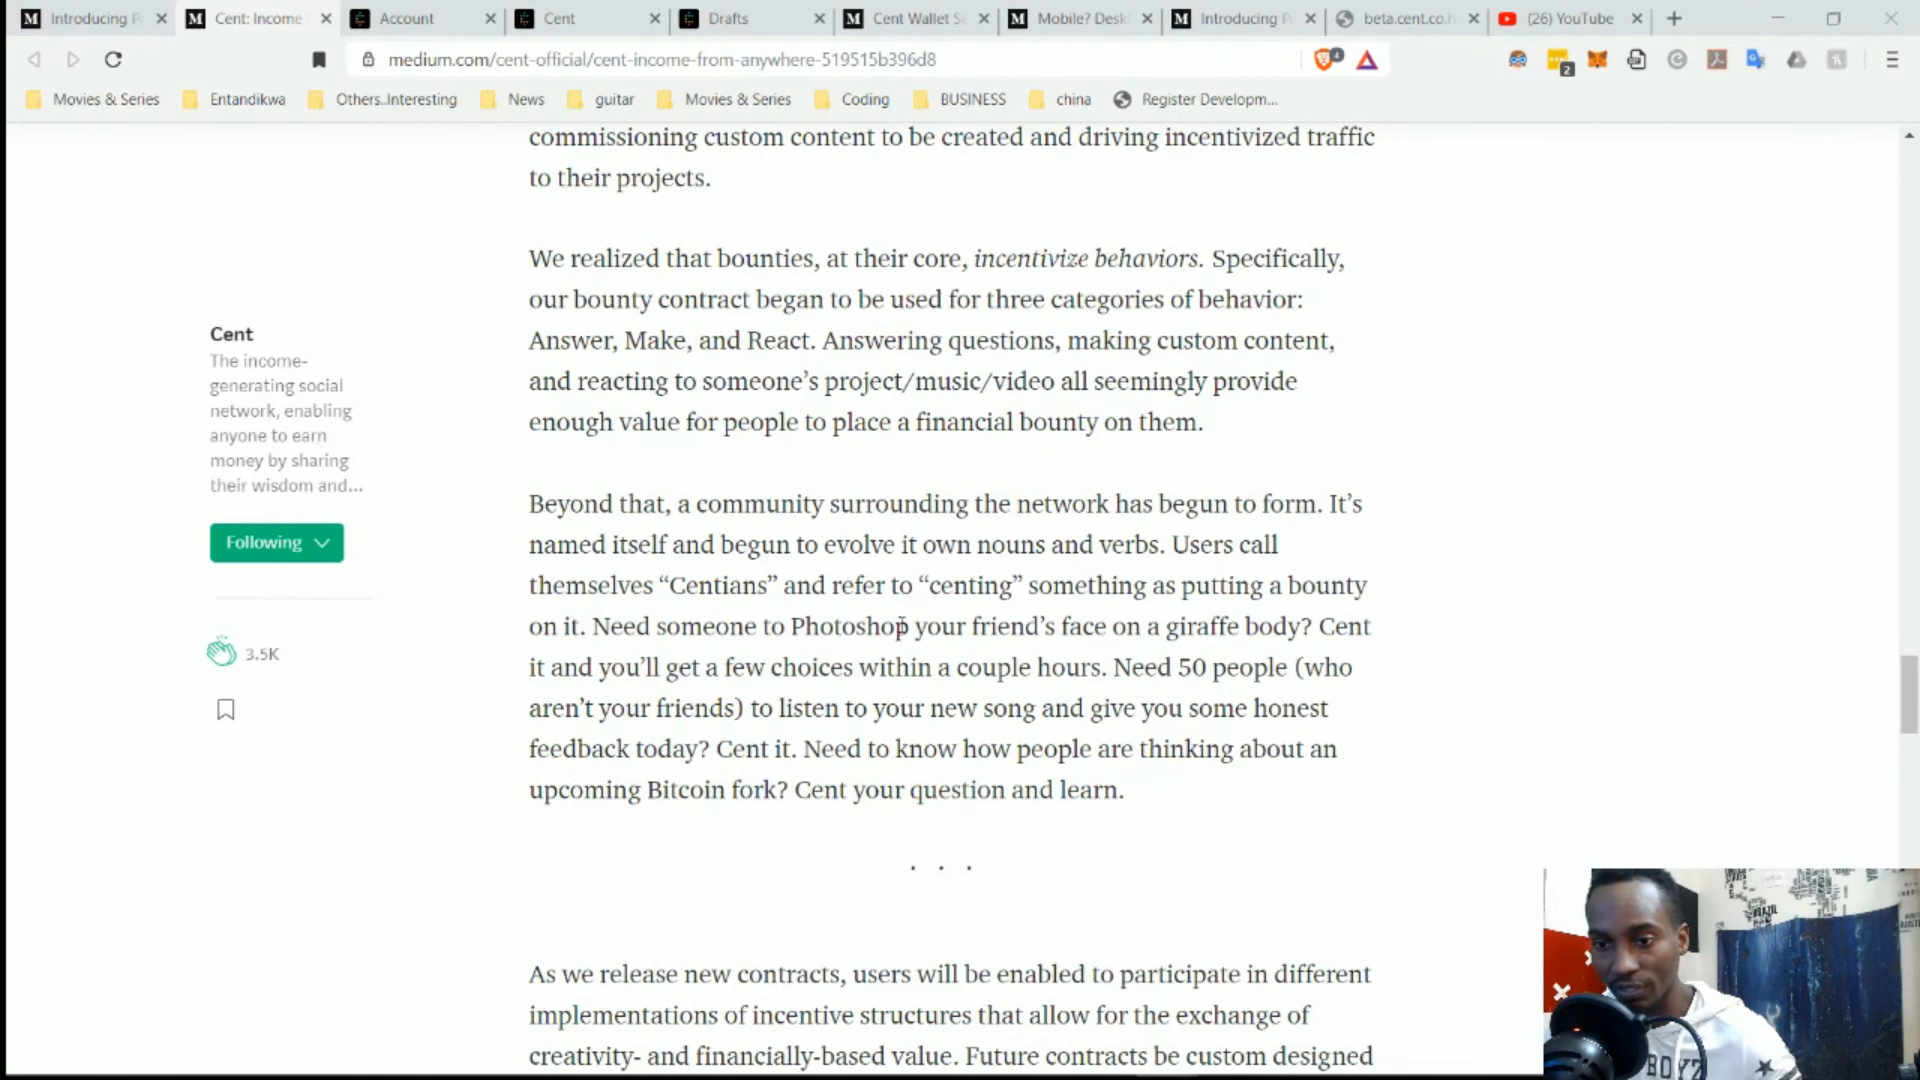 Introducing P
Cent: Income
Account
Cent
Drafts
Cent Wallet S
Mobile? Desk
Introducing P
beta.cent.co
(26) YouTube
medium.com/cent-official/cent-income-from-anywhere-519515b396d8
4
2
Movies & Series
Entandikwa
Others..Interesting
News
guitar
Movies & Series
Coding
BUSINESS
china
Register Developm...
commissioning custom content to be created and driving incentivized traffic
to their projects.
We realized that bounties, at their core, incentivize behaviors. Specifically,
our bounty contract began to be used for three categories of behavior:
Answer, Make, and React. Answering questions, making custom content,
and reacting to someone's project/music/video all seemingly provide
enough value for people to place a financial bounty on them.
Cent
The income-
generating social
network, enabling
anyone to earn
money by sharing
their wisdom and...
Following
3.5K
Beyond that, a community surrounding the network has begun to form. It's
named itself and begun to evolve it own nouns and verbs. Users call
themselves “Centians” and refer to “centing” something as putting a bounty
on it. Need someone to Photoshop your friend's face on a giraffe body? Cent
it and you'll get a few choices within a couple hours. Need 50 people (who
aren't your friends) to listen to your new song and give you some honest
feedback today? Cent it. Need to know how people are thinking about an
upcoming Bitcoin fork? Cent your question and learn.
. . .
As we release new contracts, users will be enabled to participate in different
implementations of incentive structures that allow for the exchange of
creativity- and financially-based value. Future contracts be custom designed
BRAZIL
BOYZ